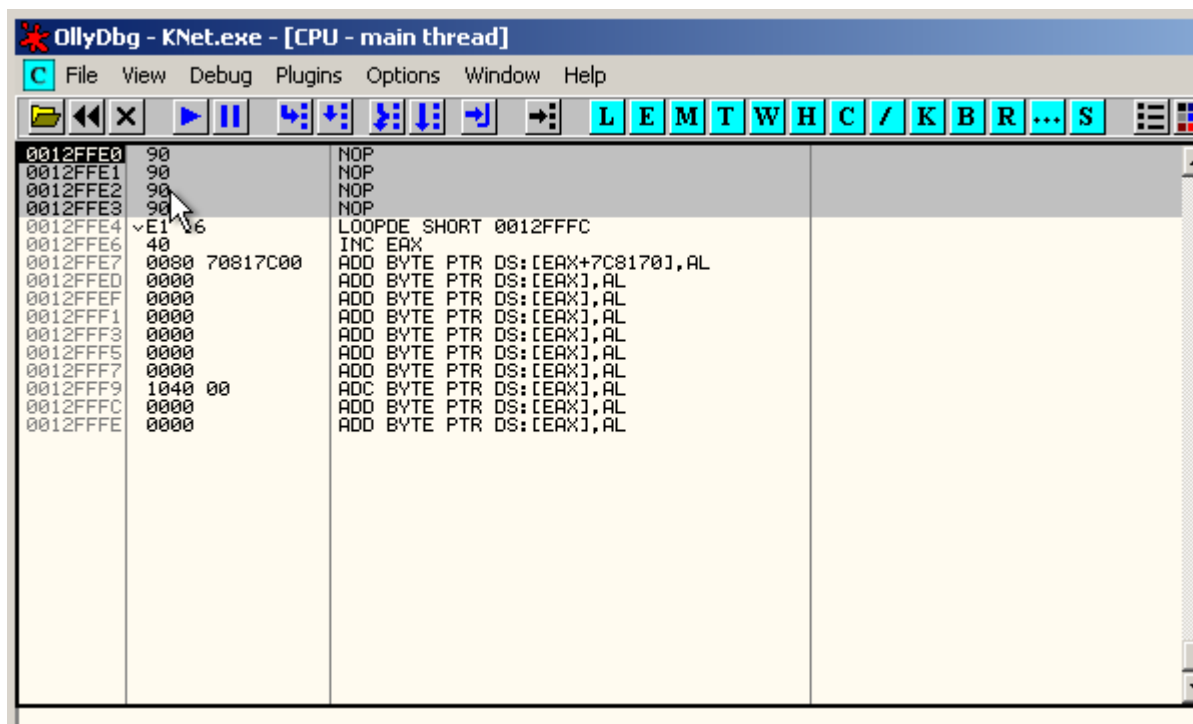 OllyDbg - KNet.exe - [CPU - main thread]
C File View Debug Plugins Options Window Help
L E M T W H C / K B R ... S
0012FFE0 90 NOP
0012FFE1 90 NOP
0012FFE2 90 NOP
0012FFE3 90 NOP
0012FFE4 E1 LOOPDE SHORT 0012FFFC
0012FFE6 40 INC EAX
0012FFE7 0080 70817C00 ADD BYTE PTR DS:[EAX+7C8170],AL
0012FFED 0000 ADD BYTE PTR DS:[EAX],AL
0012FFEF 0000 ADD BYTE PTR DS:[EAX],AL
0012FFF1 0000 ADD BYTE PTR DS:[EAX],AL
0012FFF3 0000 ADD BYTE PTR DS:[EAX],AL
0012FFF5 0000 ADD BYTE PTR DS:[EAX],AL
0012FFF7 0000 ADD BYTE PTR DS:[EAX],AL
0012FFF9 1040 00 ADC BYTE PTR DS:[EAX],AL
0012FFFC 0000 ADD BYTE PTR DS:[EAX],AL
0012FFFE 0000 ADD BYTE PTR DS:[EAX],AL